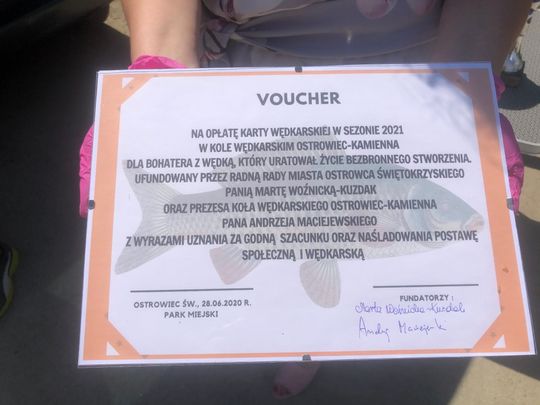 VOUCHER
NA OPŁATĘ KARTY WĘDKARSKIEJ W SEZONIE 2021
W KOLE WĘDKARSKIM OSTROWIEC-KAMIENNA
DLA BOHATERA Z WĘDKĄ, KTÓRY URATOWAŁ ŻYCIE BEZBRONNEGO STWORZENIA.
UFUNDOWANY PRZEZ RADNĄ RADY MIASTA OSTROWCA ŚWIĘTOKRZYSKIEGO
PANIĄ MARTĘ WOŹNICKĄ-KUZDAK
ORAZ PREZESA KOŁA WĘDKARSKIEGO OSTROWIEC-KAMIENNA
PANA ANDRZEJA MACIEJEWSKIEGO
Z WYRAZAMI UZNANIA ZA GODNĄ SZACUNKU ORAZ NAŚLADOWANIA POSTAWĘ
SPOŁECZNĄ I WĘDKARSKĄ
OSTROWIEC ŚW., 28.06.2020 R.
PARK MIEJSKI
FUNDATORZY :
Marta Woźnicka-Kuzdak